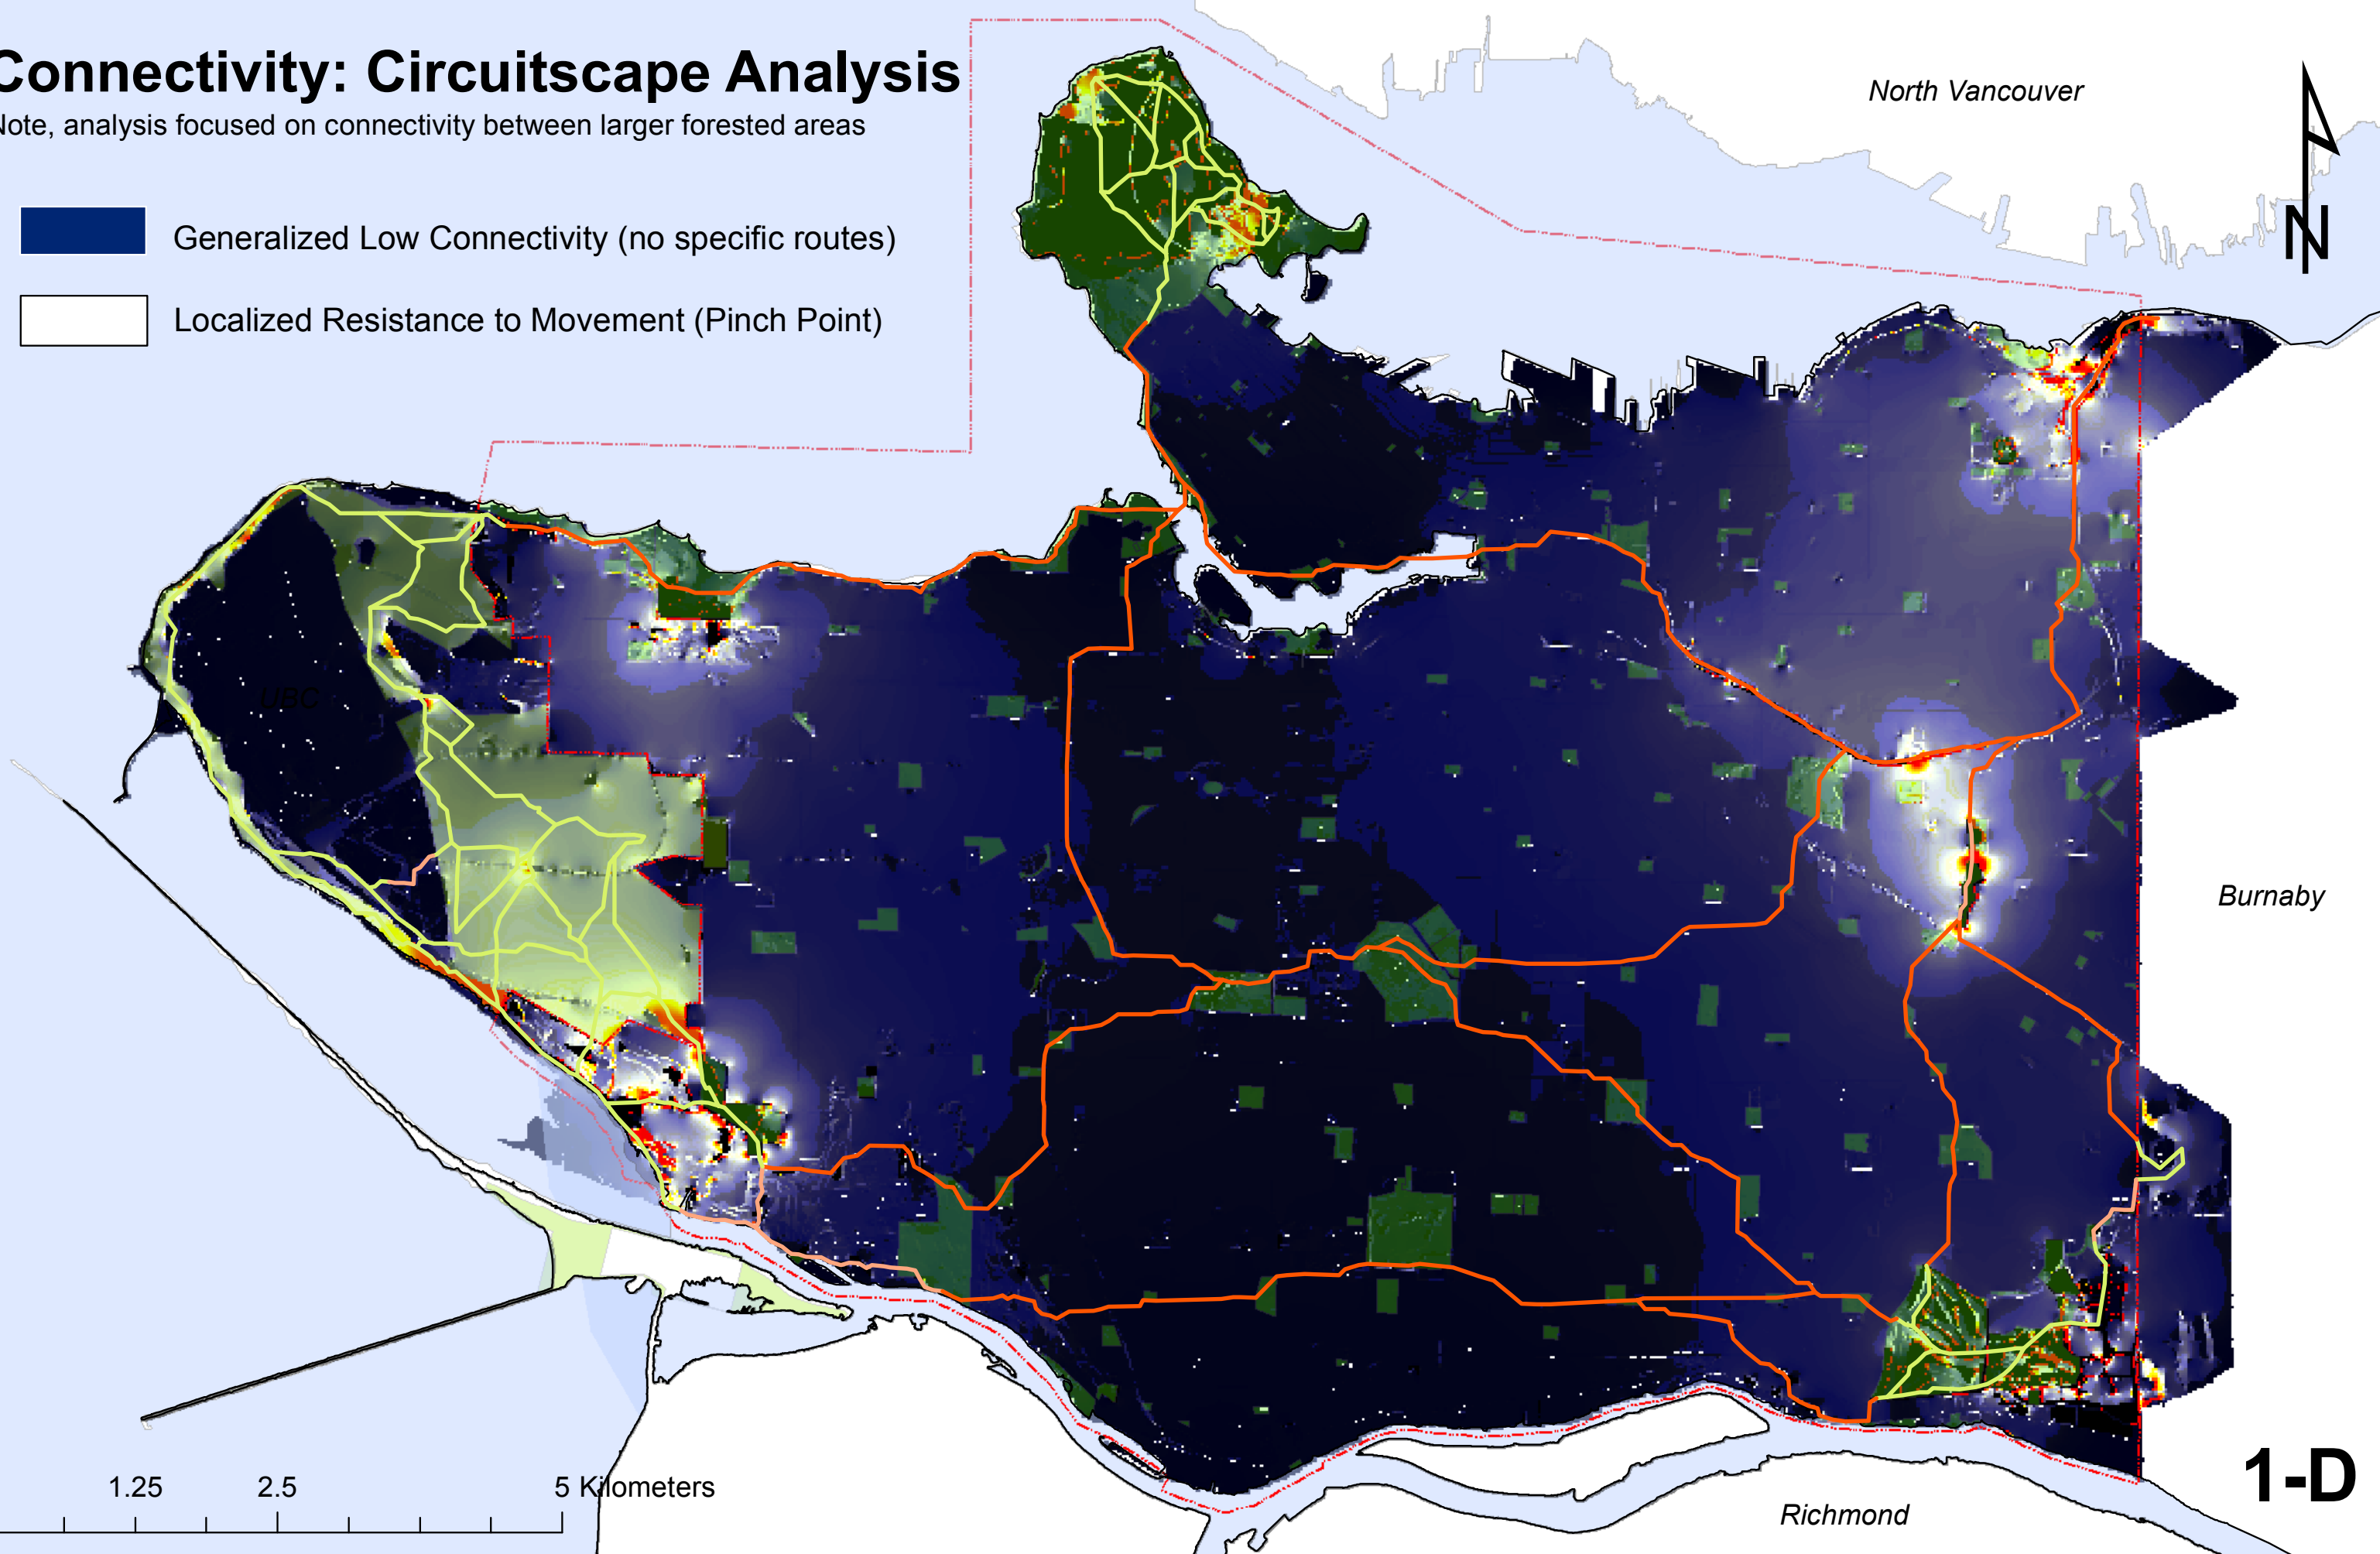 Connectivity: Circuitscape Analysis
Note, analysis focused on connectivity between larger forested areas
Generalized Low Connectivity (no specific routes)
Localized Resistance to Movement (Pinch Point)
North Vancouver
N
UBC
Burnaby
1.25 2.5 5 Kilometers
Richmond
1-D